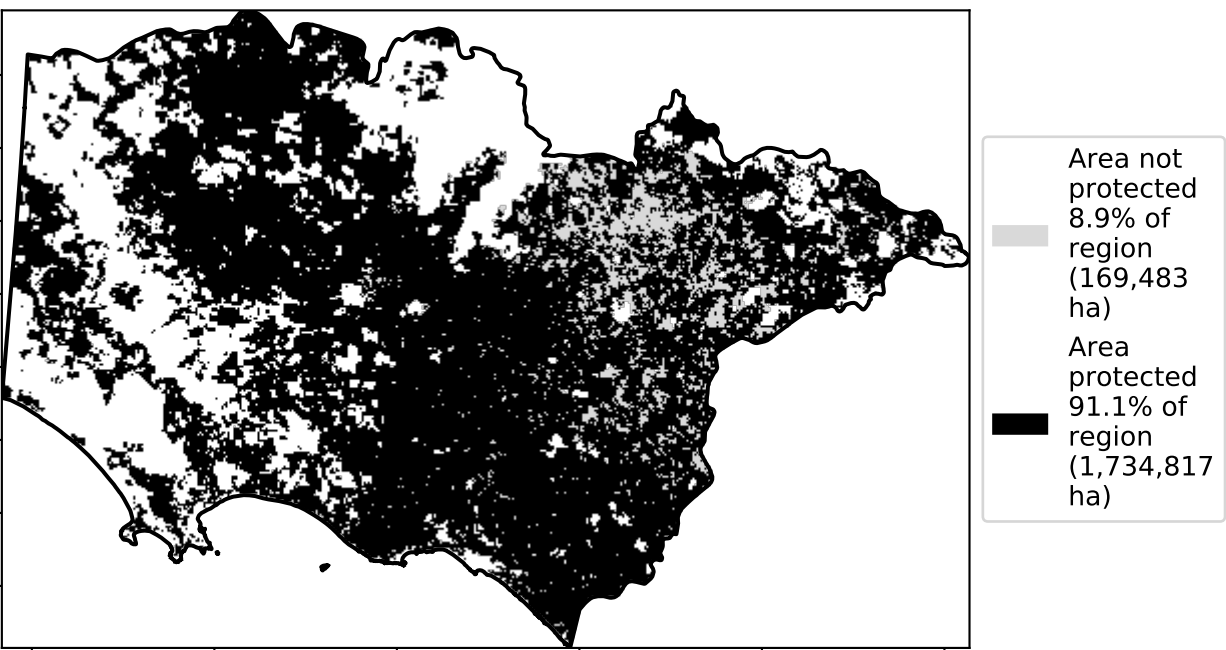 Area not
protected
8.9% of
region
(169,483
ha)
Area
protected
91.1% of
region
(1,734,817
ha)